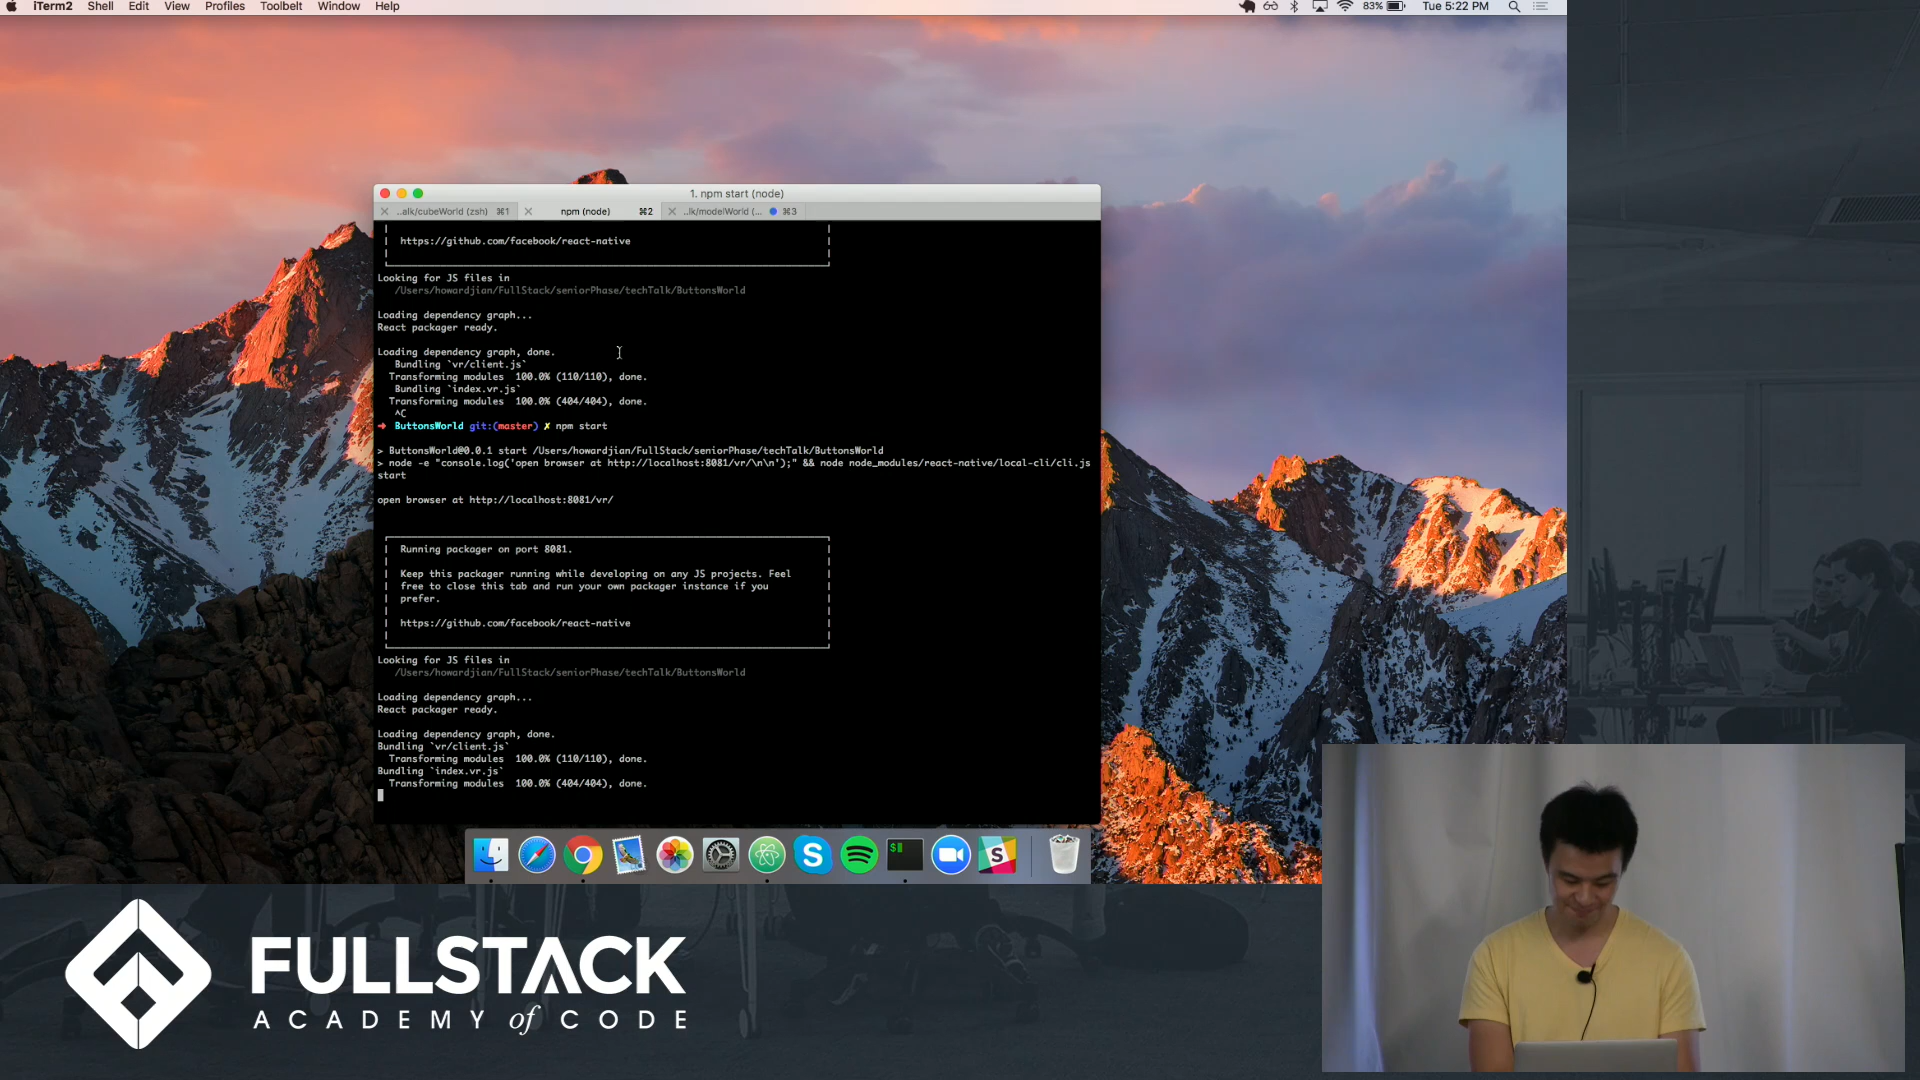 iTerm2 Shell Edit View Profiles Toolbelt Window Help
83% Tue 5:22 PM
1. npm start (node)
..alk/cubeWorld (zsh) ⌘1 npm (node) ⌘2 ..lk/modelWorld (... ⌘3
https://github.com/facebook/react-native
Looking for JS files in
/Users/howardjian/FullStack/seniorPhase/techTalk/ButtonsWorld
Loading dependency graph...
React packager ready.
Loading dependency graph, done.
Bundling `vr/client.js`
Transforming modules 100.0% (110/110), done.
Bundling `index.vr.js`
Transforming modules 100.0% (404/404), done.
^C
➜ ButtonsWorld git:(master) ✗ npm start
> ButtonsWorld@0.0.1 start /Users/howardjian/FullStack/seniorPhase/techTalk/ButtonsWorld
> node -e "console.log('open browser at http://localhost:8081/vr/\n\n');" && node node_modules/react-native/local-cli/cli.js
start
open browser at http://localhost:8081/vr/
Running packager on port 8081.
Keep this packager running while developing on any JS projects. Feel
free to close this tab and run your own packager instance if you
prefer.
https://github.com/facebook/react-native
Looking for JS files in
/Users/howardjian/FullStack/seniorPhase/techTalk/ButtonsWorld
Loading dependency graph...
React packager ready.
Loading dependency graph, done.
Bundling `vr/client.js`
Transforming modules 100.0% (110/110), done.
Bundling `index.vr.js`
Transforming modules 100.0% (404/404), done.
FULLSTACK
ACADEMY of CODE